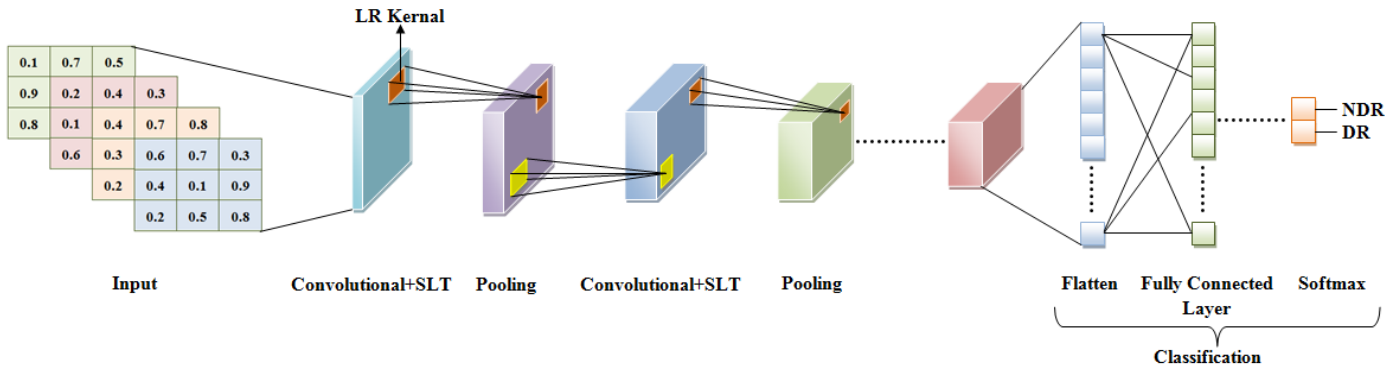 LR Kernal
0.1 0.7 0.5
0.9 0.2 0.4 0.3
0.8 0.1 0.4 0.7 0.8
0.6 0.3 0.6 0.7 0.3
0.2 0.4 0.1 0.9
0.2 0.5 0.8
NDR
DR
Input
Convolutional+SLT
Pooling
Convolutional+SLT
Pooling
Flatten
Fully Connected
Layer
Softmax
Classification